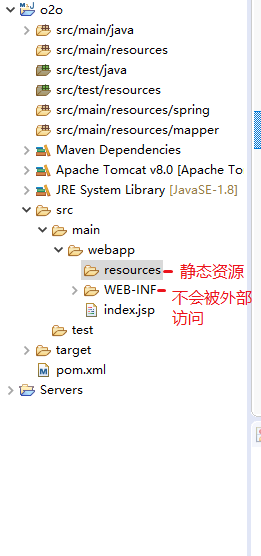 o2o
src/main/java
src/main/resources
src/test/java
src/test/resources
src/main/resources/spring
src/main/resources/mapper
Maven Dependencies
Apache Tomcat v8.0 [Apache To
JRE System Library [JavaSE-1.8]
src
main
webapp
resources 静态资源
WEB-INF 不会被外部
index.jsp 访问
test
target
pom.xml
Servers